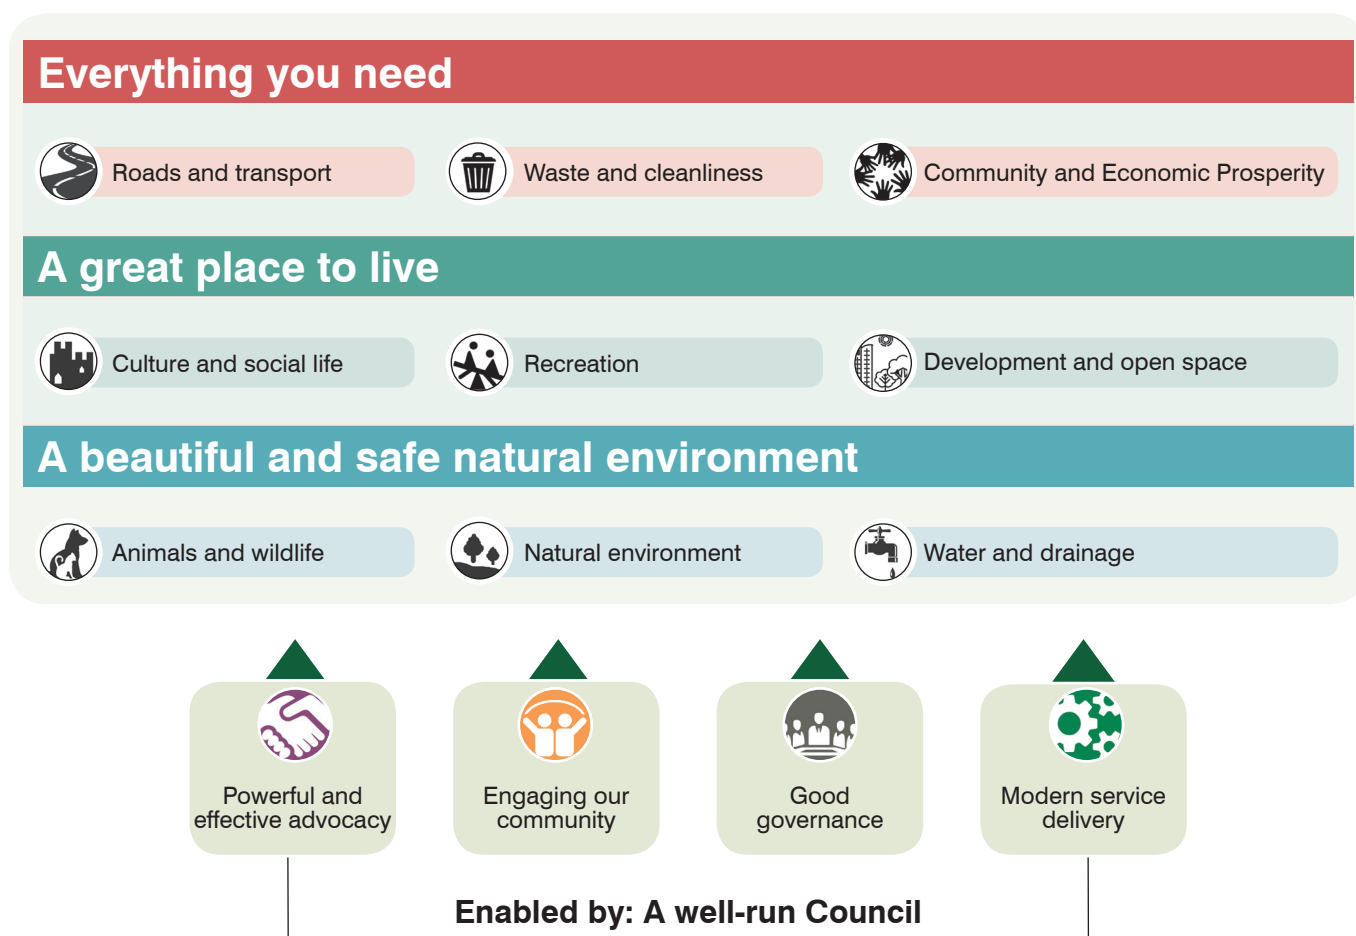 Everything you need
Roads and transport
Waste and cleanliness
Community and Economic Prosperity
A great place to live
Culture and social life
Recreation
Development and open space
A beautiful and safe natural environment
Animals and wildlife
Natural environment
Water and drainage
Powerful and
effective advocacy
Engaging our
community
Good
governance
Modern service
delivery
Enabled by: A well-run Council